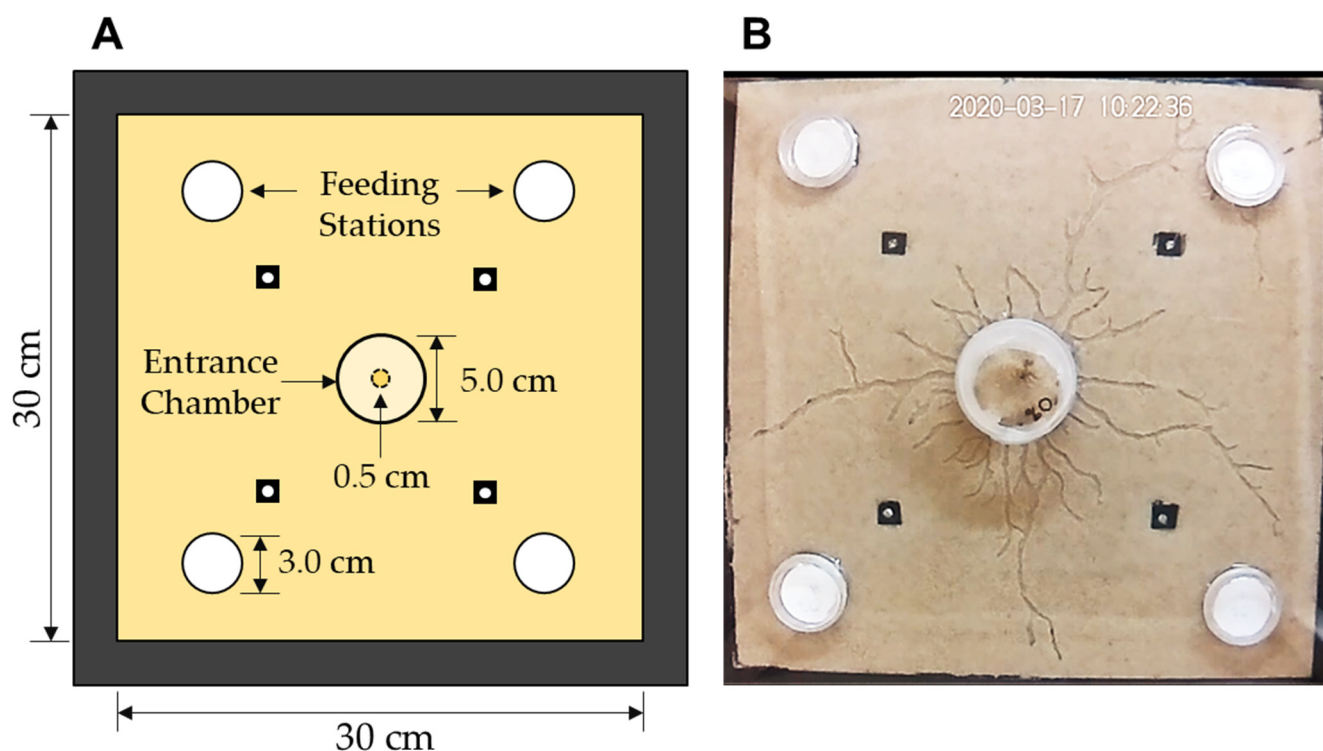 A
B
2020-03-17 10:22:36
Feeding
Stations
30 cm
Entrance
Chamber
5.0 cm
0.5 cm
3.0 cm
30 cm